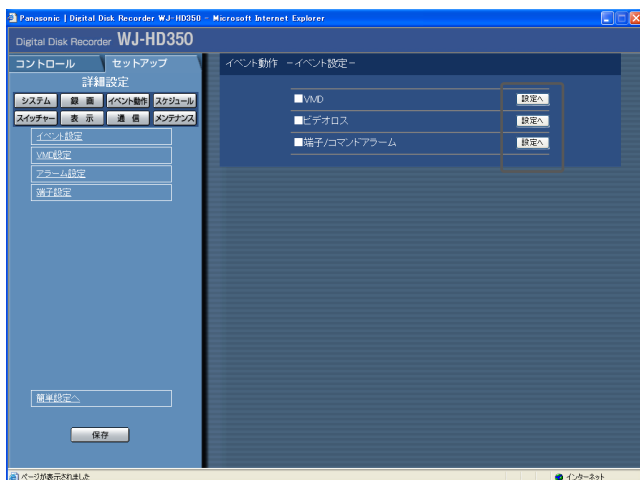 Panasonic | Digital Disk Recorder WJ-HD350 - Microsoft Internet Explorer
Digital Disk Recorder WJ-HD350
コントロール
セットアップ
詳細設定
システム 録画 イベント動作 スケジュール
スイッチャー 表示 通信 メンテナンス
イベント設定
VMD設定
アラーム設定
端子設定
簡単設定へ
保存
イベント動作 －イベント設定－
■VMD 設定へ
■ビデオロス 設定へ
■端子/コマンドアラーム 設定へ
ページが表示されました
インターネット